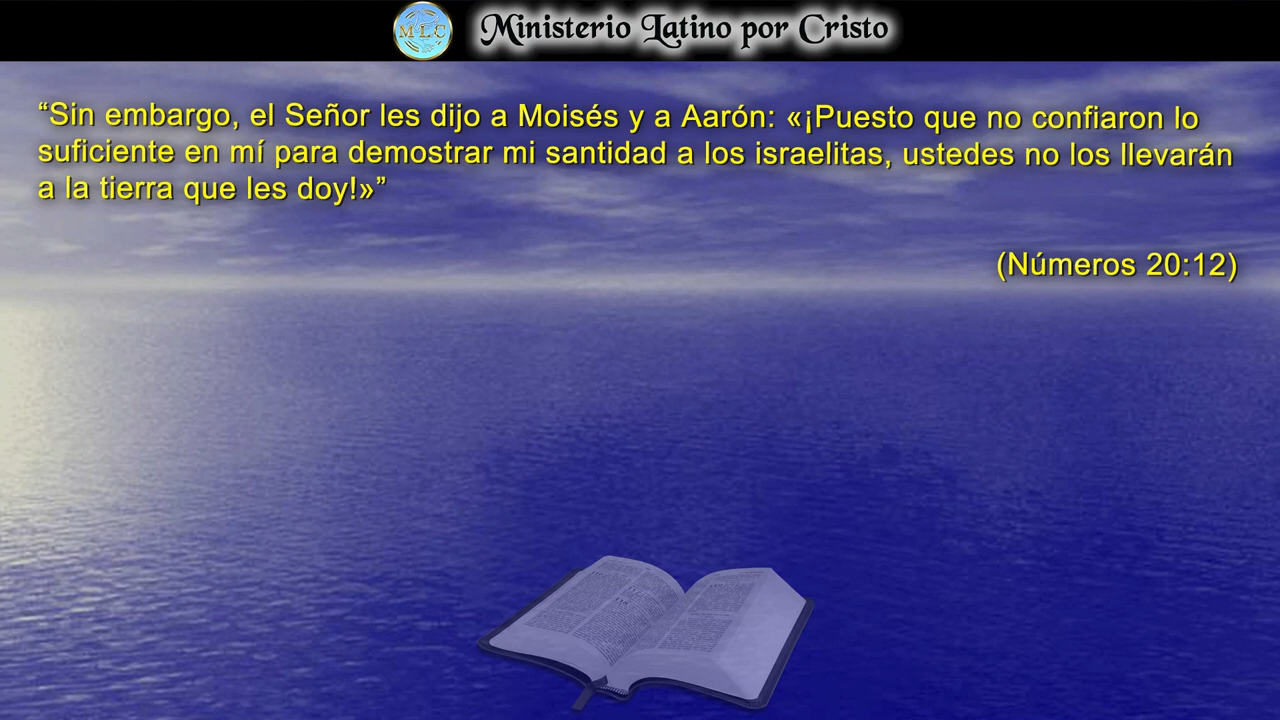 MLC
Ministerio Latino por Cristo
“Sin embargo, el Señor les dijo a Moisés y a Aarón: «¡Puesto que no confiaron lo
suficiente en mí para demostrar mi santidad a los israelitas, ustedes no los llevarán
a la tierra que les doy!»”
(Números 20:12)